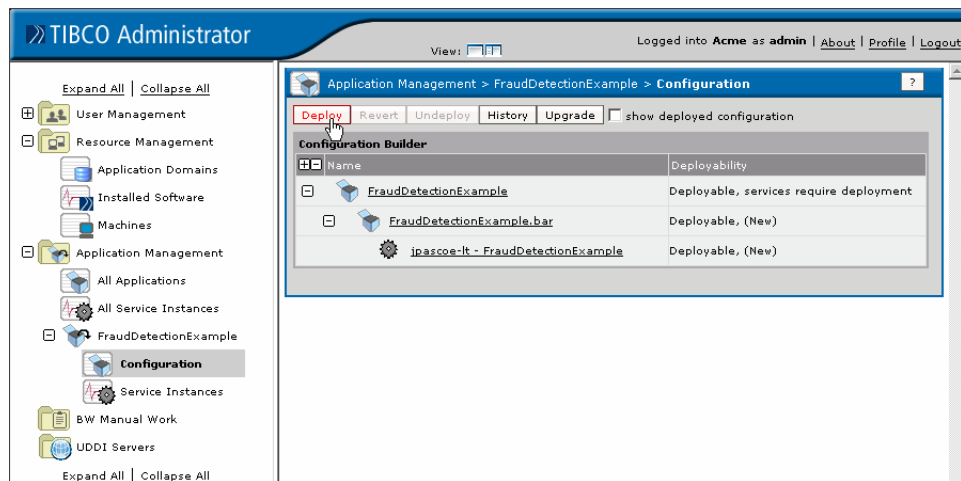 TIBCO Administrator
View:
Logged into Acme as admin | About | Profile | Logout
Expand All | Collapse All
User Management
Resource Management
Application Domains
Installed Software
Machines
Application Management
All Applications
All Service Instances
FraudDetectionExample
Configuration
Service Instances
BW Manual Work
UDDI Servers
Expand All | Collapse All
Application Management > FraudDetectionExample > Configuration ?
Deploy Revert Undeploy History Upgrade show deployed configuration
Configuration Builder
Name Deployability
FraudDetectionExample Deployable, services require deployment
FraudDetectionExample.bar Deployable, (New)
jpascoe-lt - FraudDetectionExample Deployable, (New)